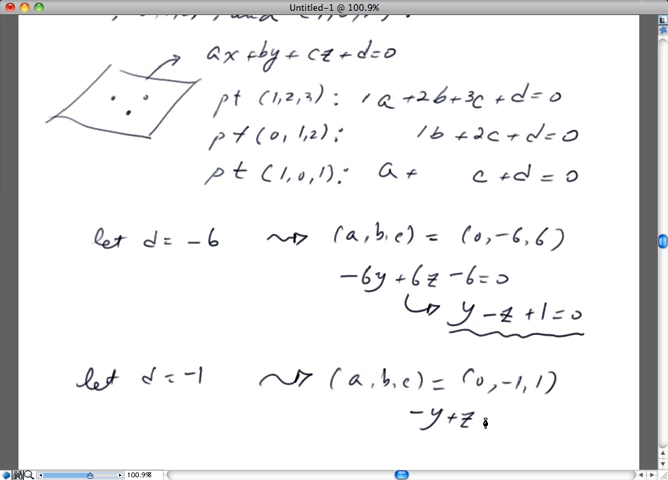 Untitled-1 @ 100.9%
ax+by+cz+d=0
pt (1,2,3): 1a+2b+3c+d=0
pt (0,1,2): 1b+2c+d=0
pt (1,0,1): a+ c+d=0
let d=-6 ⇝ (a,b,c) = (0,-6,6)
-6y+6z-6=0
↳ y-z+1=0
let d=-1 ⇝ (a,b,c) = (0,-1,1)
-y+z
100.9%